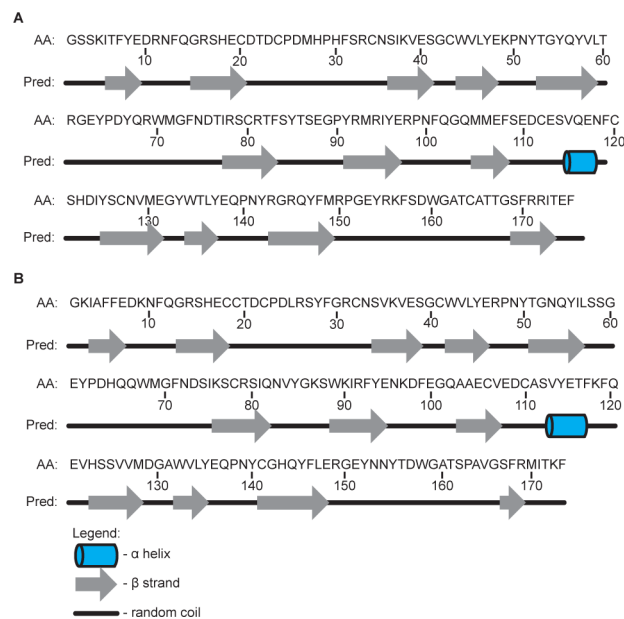 A
AA: GSSKITFYEDRNFQGRSHECDTDCPDMHPHFSRCNSIKVESGCWVLYEKPNYTGYQYVLT
10 20 30 40 50 60
Pred:
AA: RGEYPDYQRWMGFNDTIRSCRTFSYTSEGPYRMRIYERPNFQGQMMEFSEDCESVQENFC
70 80 90 100 110 120
Pred:
AA: SHDIYSCNVMEGYWTLYEQPNYRGRQYFMRPGEYRKFSDWGATCATTGSFRRITEF
130 140 150 160 170
Pred:
B
AA: GKIAFFEDKNFQGRSHECCTDCPDLRSYFGRCNSVKVESGCWVLYERPNYTGNQYILSSG
10 20 30 40 50 60
Pred:
AA: EYPDHQQWMGFNDSIKSCRSIQNVYGKSWKIRFYENKDFEGQAAECVEDCASVYETFKFQ
70 80 90 100 110 120
Pred:
AA: EVHSSVVMDGAWVLYEQPNYCGHQYFLERGEYNNYTDWGATSPAVGSFRMITKF
130 140 150 160 170
Pred:
Legend:
- α helix
- β strand
- random coil